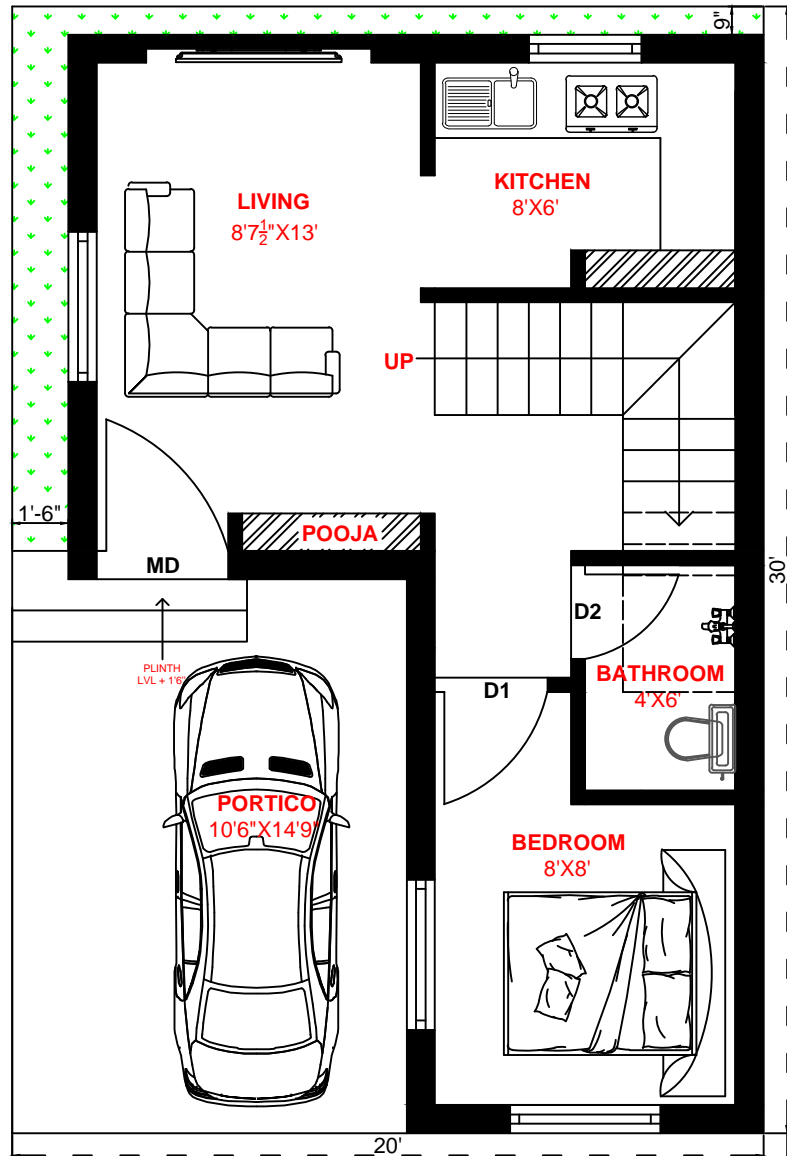 9"
LIVING
8'7½"X13'
KITCHEN
8'X6'
UP
1'-6"
POOJA
MD
30'
D2
PLINTH
LVL + 1'6"
BATHROOM
4'X6'
D1
PORTICO
10'6"X14'9"
BEDROOM
8'X8'
20'